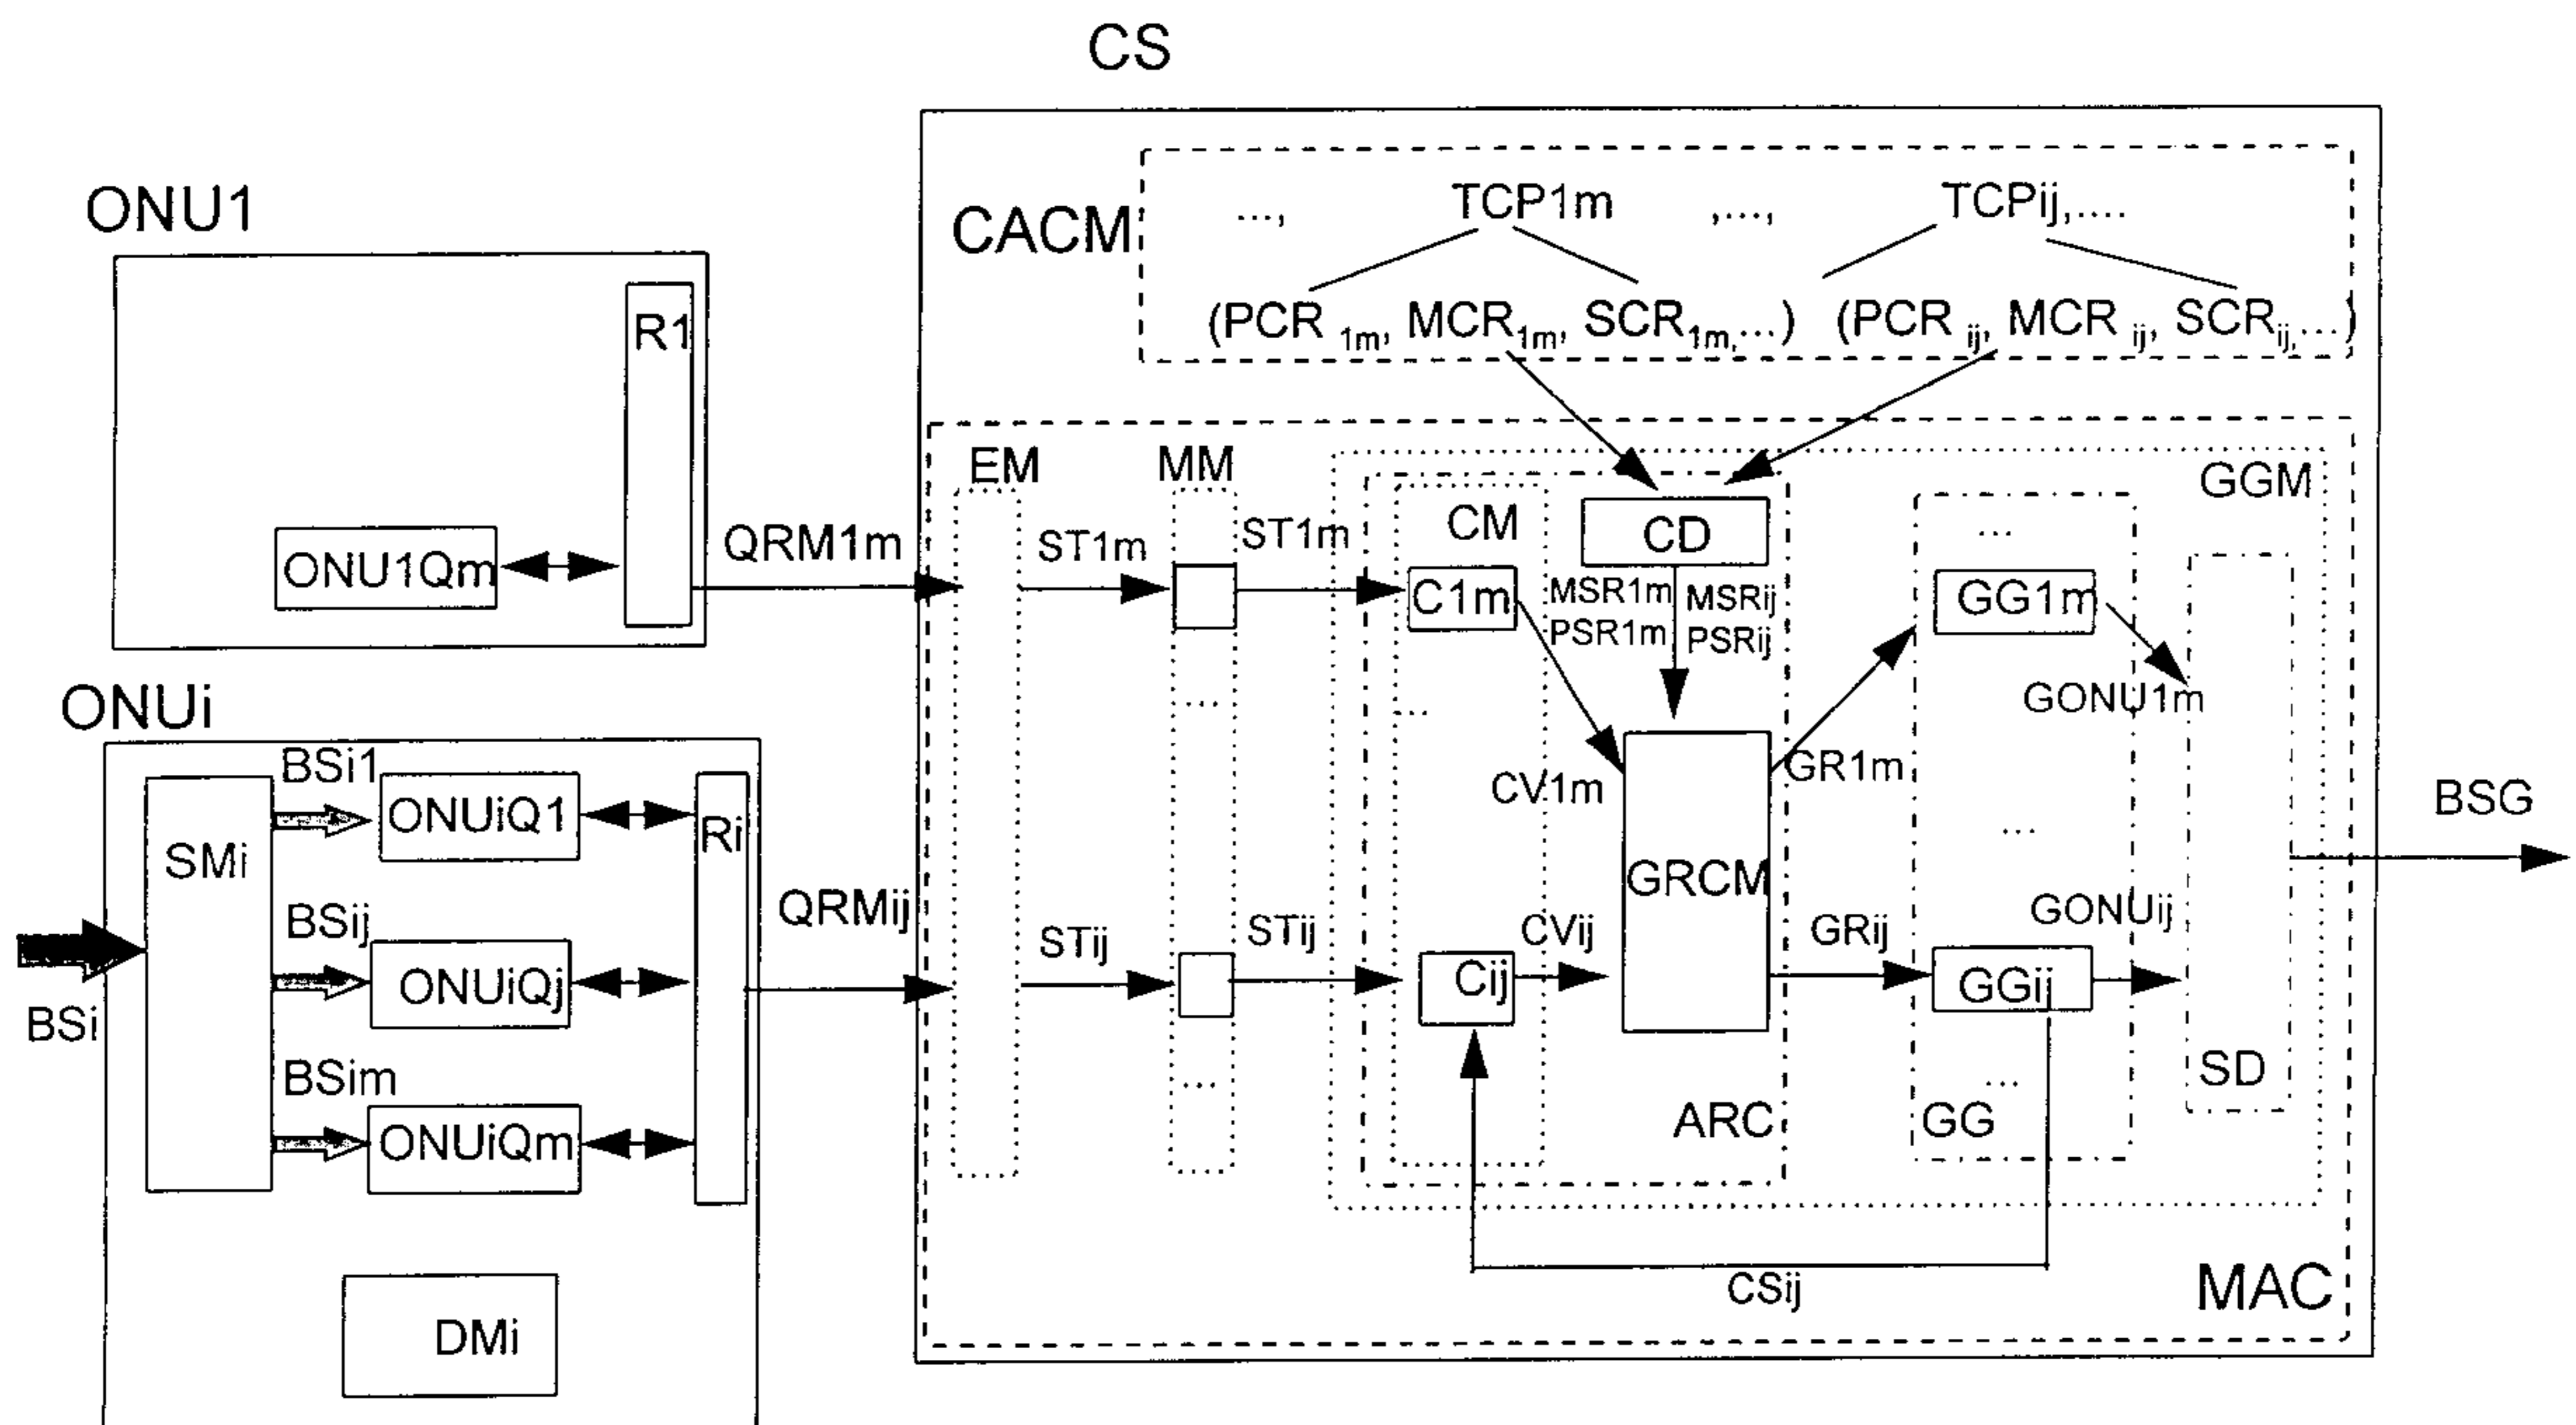 CS
CACM
..., TCP1m ,..., TCPij,....
(PCR 1m, MCR1m, SCR1m,...) (PCR ij, MCR ij, SCRij,...)
ONU1
R1
ONU1Qm
QRM1m
EM
MM
GGM
ST1m
ST1m
CM
CD
C1m
MSR1m
PSR1m
MSRij
PSRij
...
GG1m
GONU1m
...
...
CV1m
GR1m
GRCM
...
BSG
ONUi
BSi1
ONUiQ1
SMi
Ri
BSij
ONUiQj
BSi
BSim
ONUiQm
DMi
QRMij
STij
STij
Cij
CVij
GRij
GONUij
GGij
...
...
SD
ARC
GG
CSij
MAC